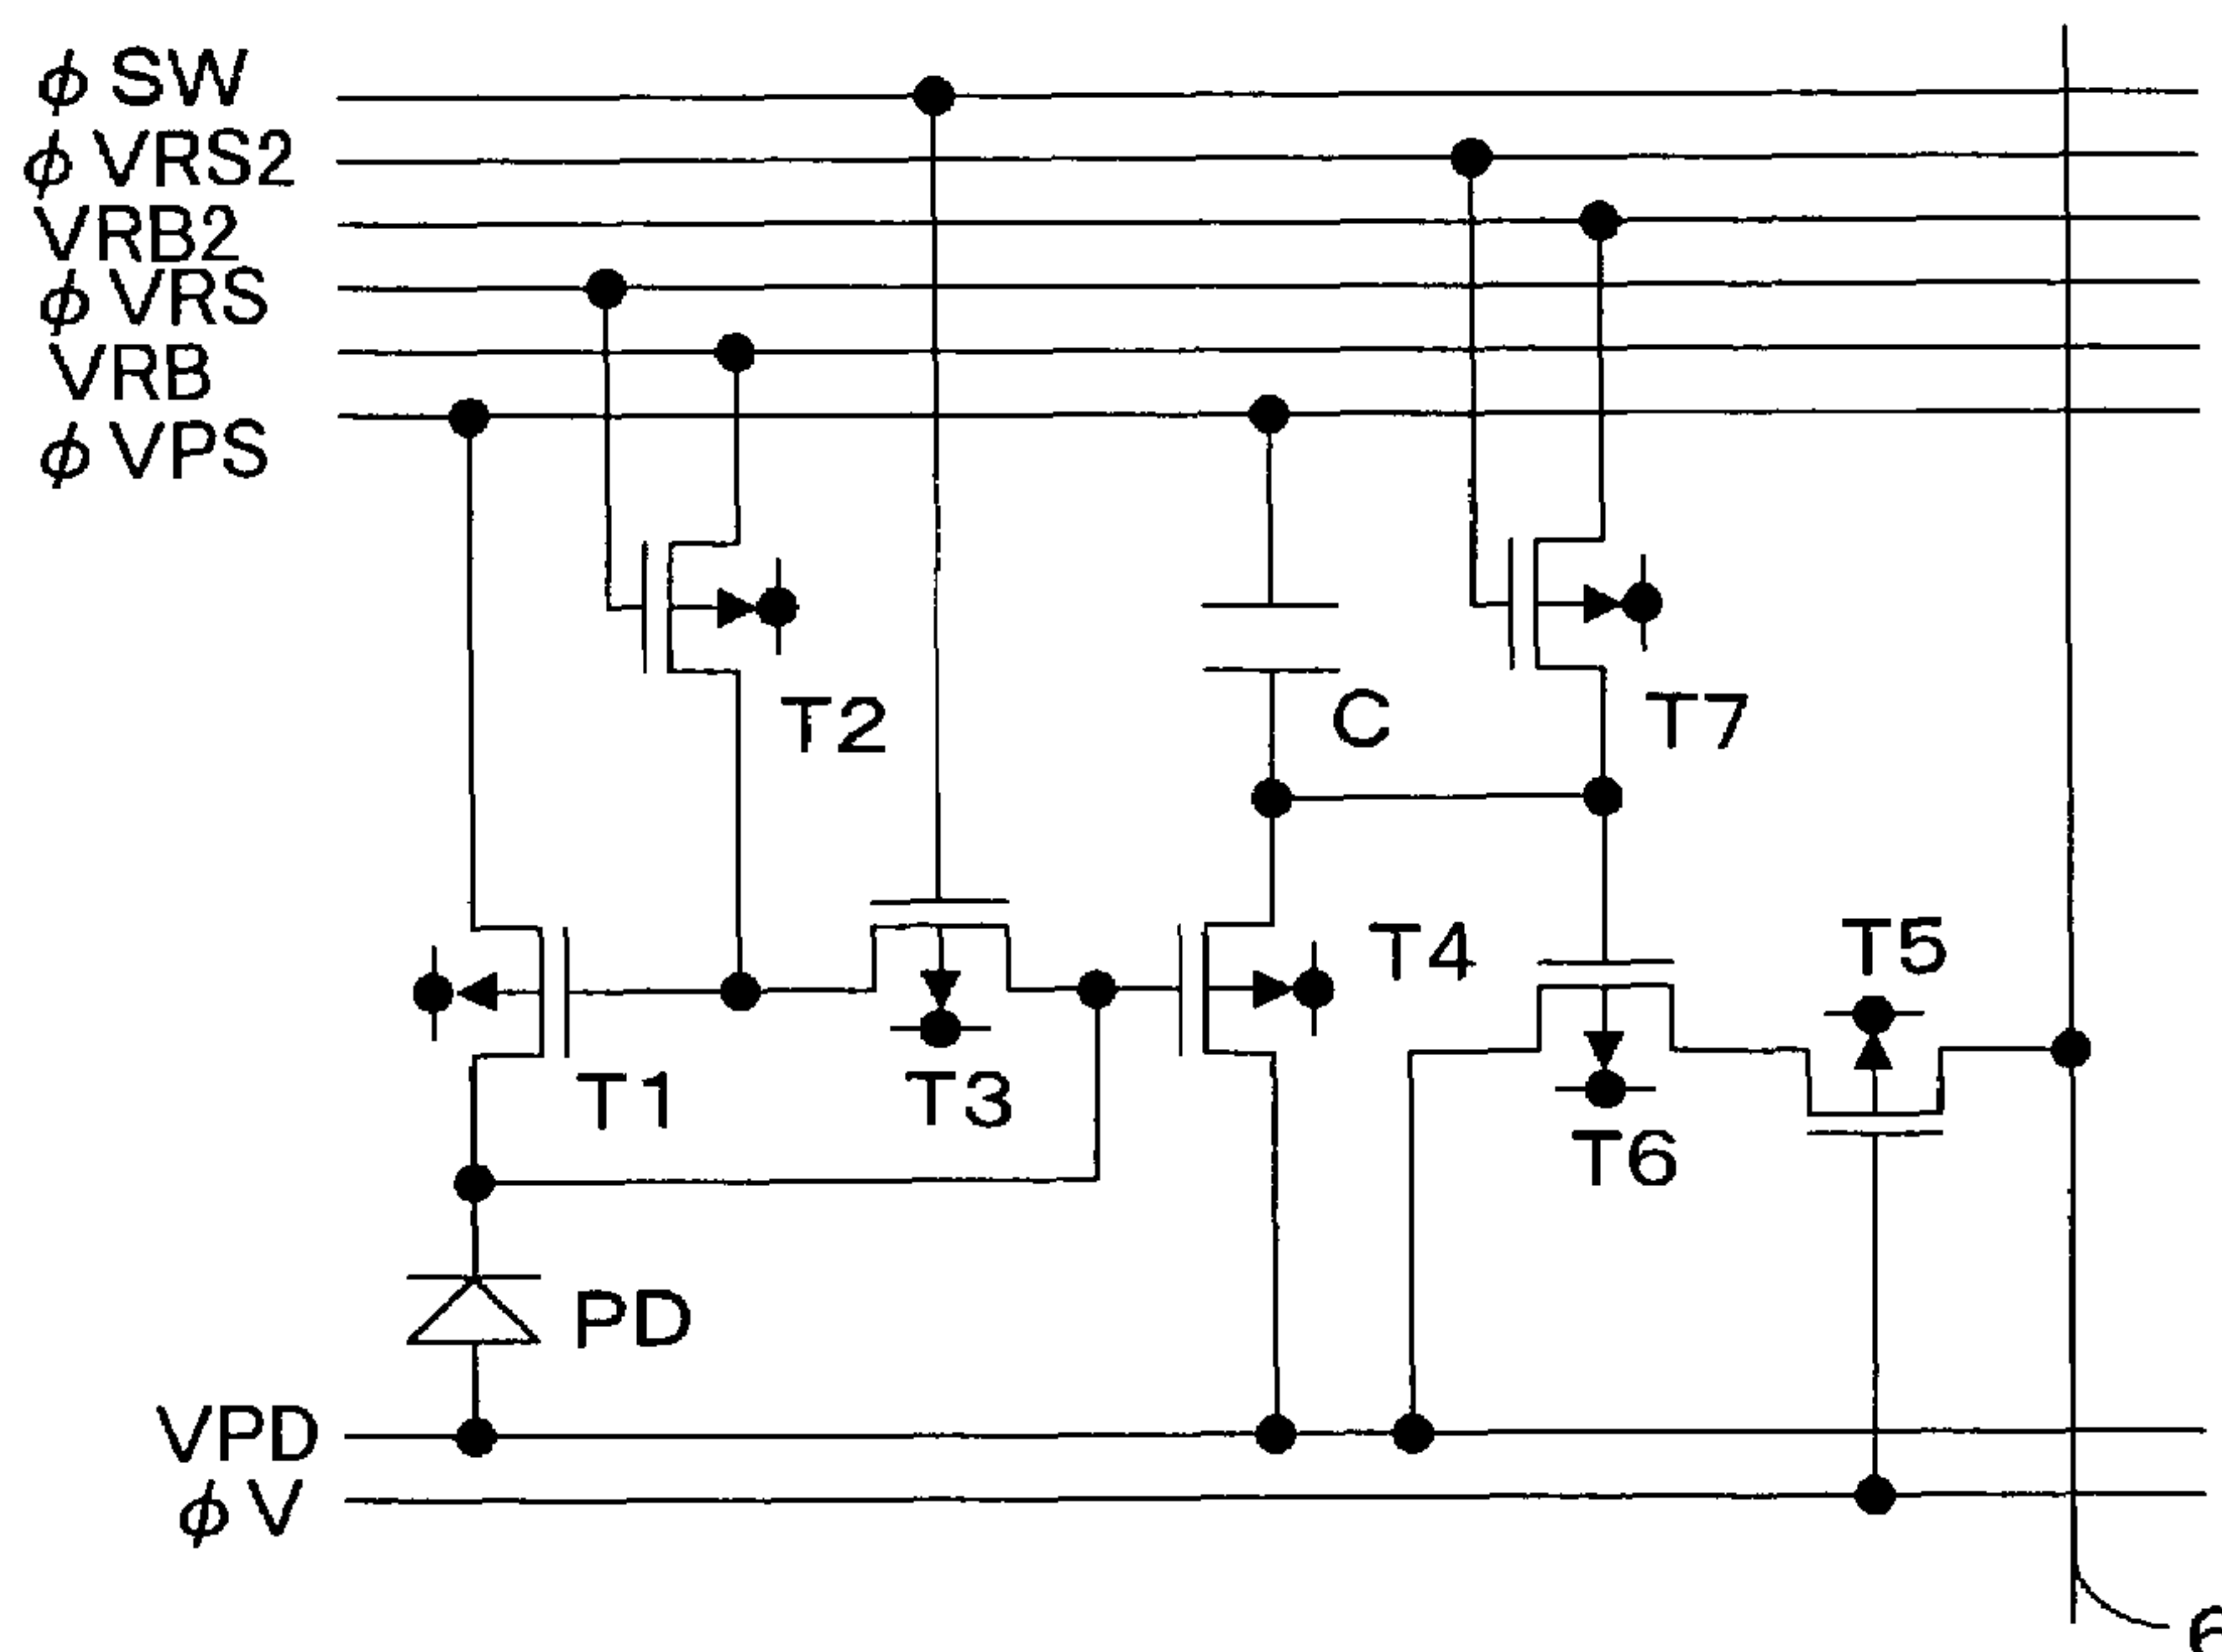 φSW
φVRS2
VRB2
φVRS
VRB
φVPS
T2
C
T7
T4
T5
T1
T3
T6
PD
VPD
φV